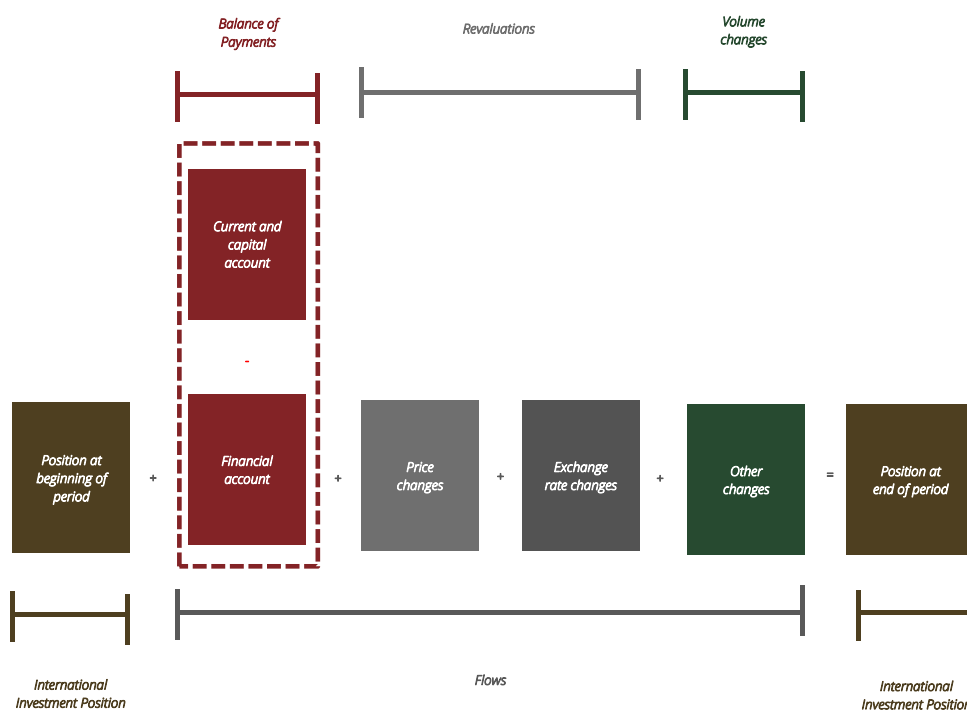 Balance of
Payments
Revaluations
Volume
changes
Current and
capital
account
-
Position at
beginning of
period
+
Financial
account
+
Price
changes
+
Exchange
rate changes
+
Other
changes
=
Position at
end of period
International
Investment Position
Flows
International
Investment Position